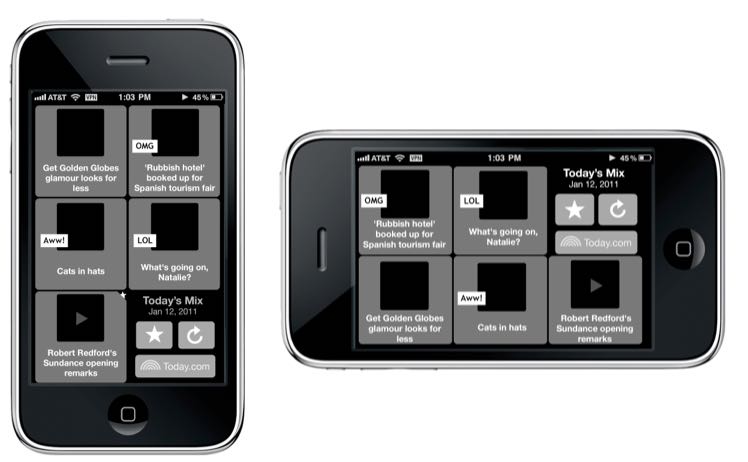 AT&T VPN 1:03 PM 45%
OMG
Get Golden Globes
glamour looks for
less
'Rubbish hotel'
booked up for
Spanish tourism fair
Aww!
LOL
Cats in hats
What's going on,
Natalie?
Robert Redford's
Sundance opening
remarks
Today's Mix
Jan 12, 2011
Today.com
AT&T VPN 1:03 PM 45%
OMG
'Rubbish hotel'
booked up for
Spanish tourism fair
LOL
What's going on,
Natalie?
Today's Mix
Jan 12, 2011
Today.com
Get Golden Globes
glamour looks for
less
Aww!
Cats in hats
Robert Redford's
Sundance opening
remarks